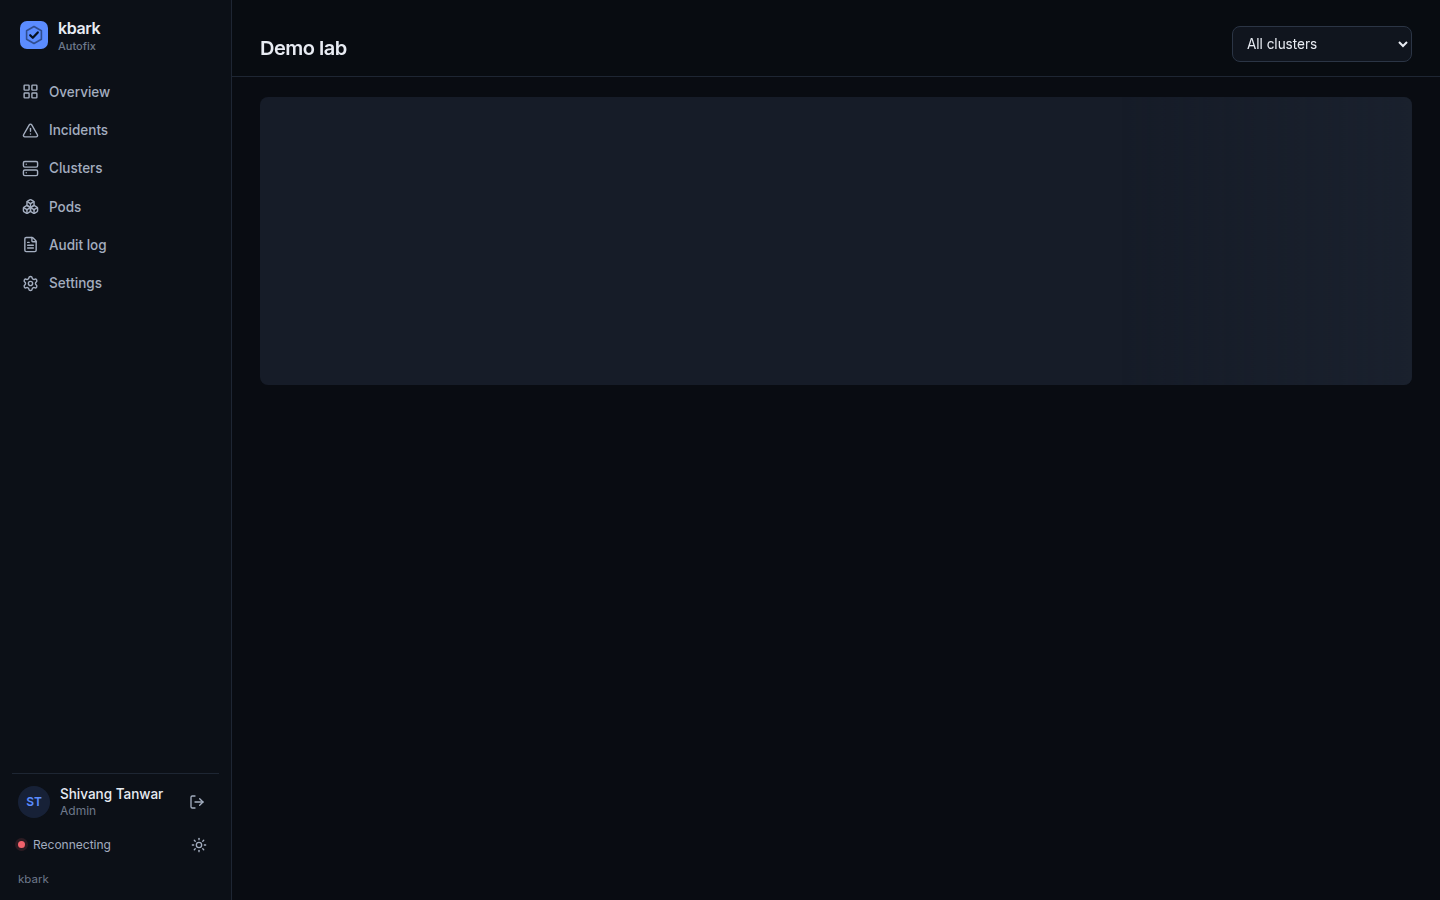 kbark
Autofix
Overview
Incidents
Clusters
Pods
Audit log
Settings
Demo lab
All clusters
ST
Shivang Tanwar
Admin
Reconnecting
kbark